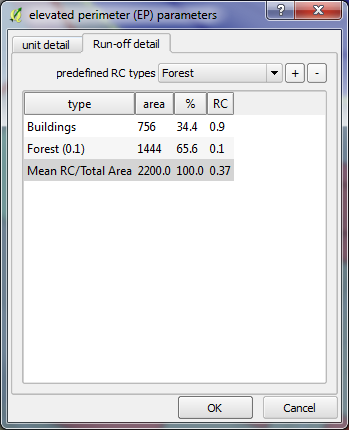 elevated perimeter (EP) parameters
unit detail Run-off detail
predefined RC types Forest + -
type area % RC
Buildings 756 34.4 0.9
Forest (0.1) 1444 65.6 0.1
Mean RC/Total Area 2200.0 100.0 0.37
OK Cancel